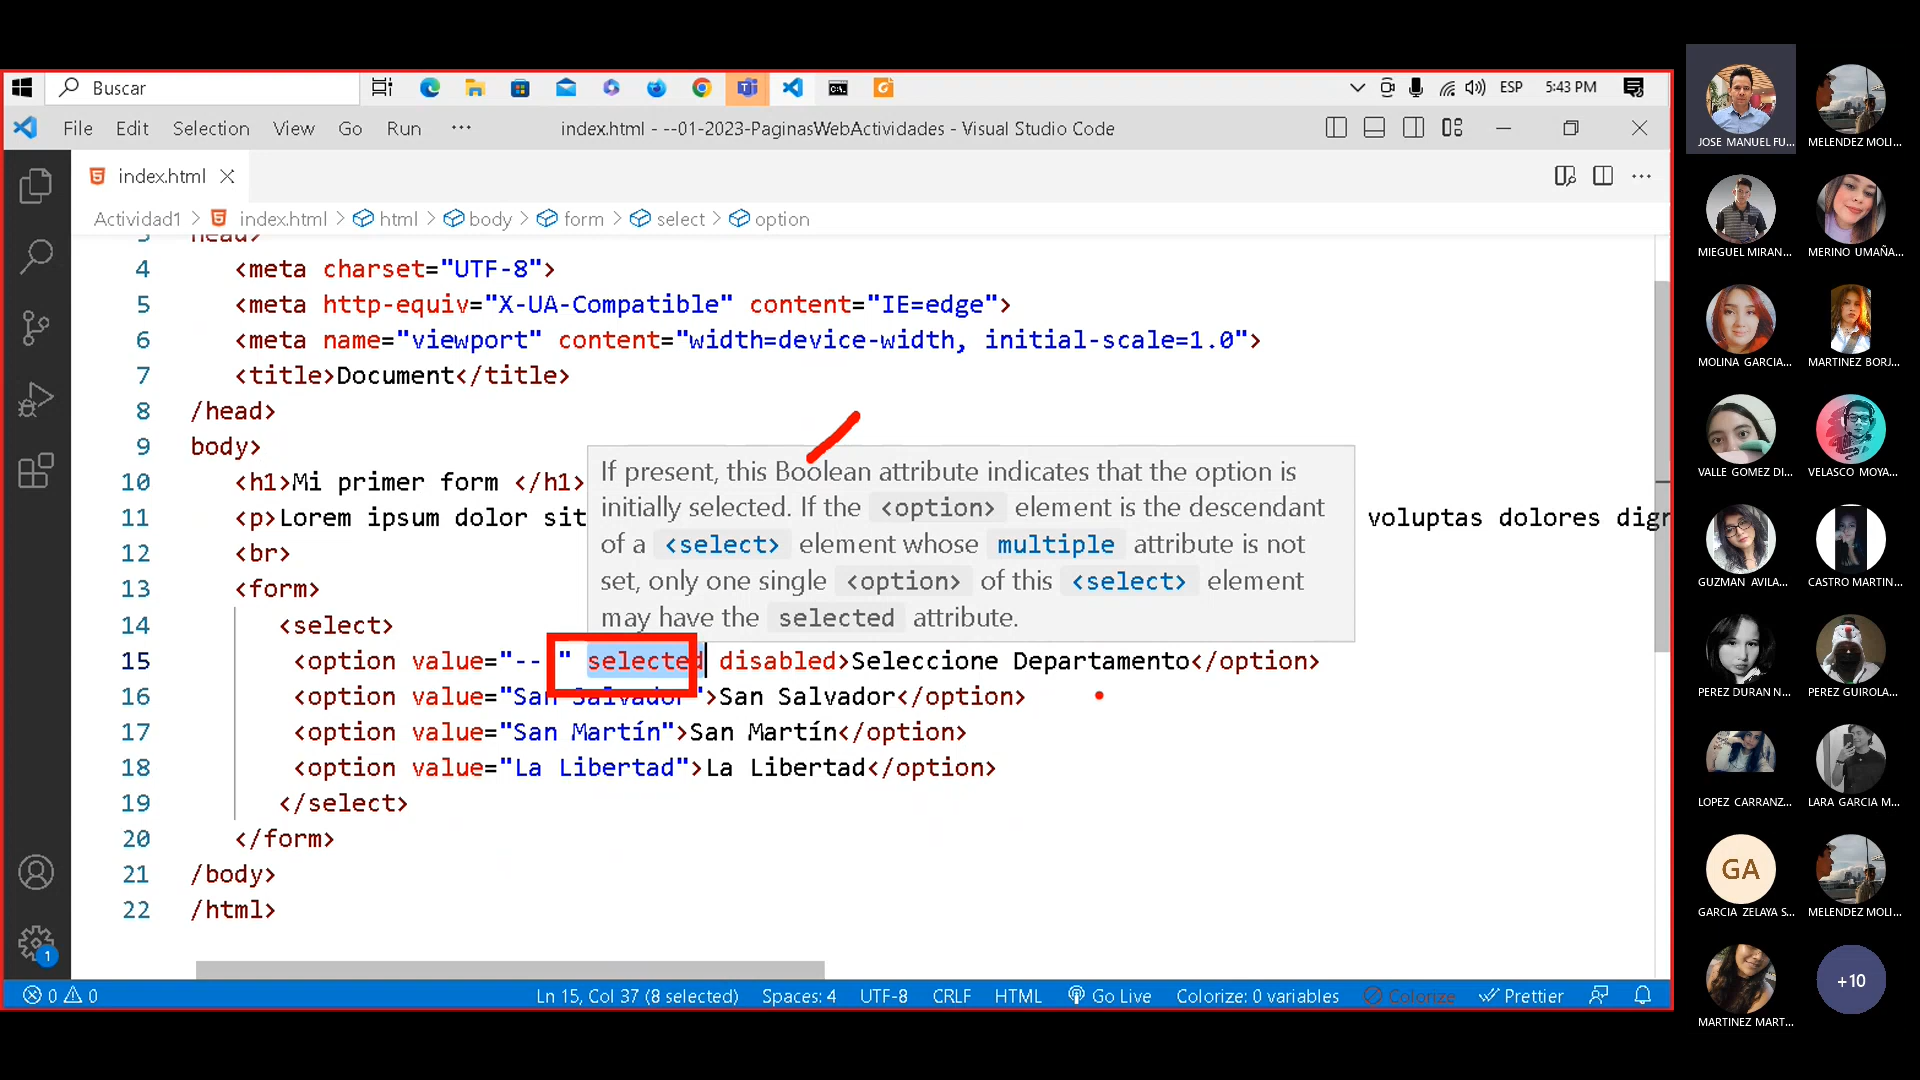 Buscar
ESP
5:43 PM
File Edit Selection View Go Run ···
index.html - --01-2023-PaginasWebActividades - Visual Studio Code
index.html
Actividad1 > index.html > html > body > form > select > option
head>
4 <meta charset="UTF-8">
5 <meta http-equiv="X-UA-Compatible" content="IE=edge">
6 <meta name="viewport" content="width=device-width, initial-scale=1.0">
7 <title>Document</title>
8 /head>
9 body>
10 <h1>Mi primer form </h1>
11 <p>Lorem ipsum dolor sit voluptas dolores dign
12 <br>
13 <form>
14 <select>
15 <option value="-- " selected disabled>Seleccione Departamento</option>
16 <option value="San Salvador">San Salvador</option>
17 <option value="San Martín">San Martín</option>
18 <option value="La Libertad">La Libertad</option>
19 </select>
20 </form>
21 /body>
22 /html>
If present, this Boolean attribute indicates that the option is
initially selected. If the <option> element is the descendant
of a <select> element whose multiple attribute is not
set, only one single <option> of this <select> element
may have the selected attribute.
1
0 0
Ln 15, Col 37 (8 selected) Spaces: 4 UTF-8 CRLF HTML Go Live Colorize: 0 variables Colorize Prettier
JOSE MANUEL FU...
MELENDEZ MOLI...
MIEGUEL MIRAN...
MERINO UMAÑA...
MOLINA GARCIA...
MARTINEZ BORJ...
VALLE GOMEZ DI...
VELASCO MOYA...
GUZMAN AVILA...
CASTRO MARTIN...
PEREZ DURAN N...
PEREZ GUIROLA...
LOPEZ CARRANZ...
LARA GARCIA M...
GA
GARCIA ZELAYA S...
MELENDEZ MOLI...
MARTINEZ MART...
+10